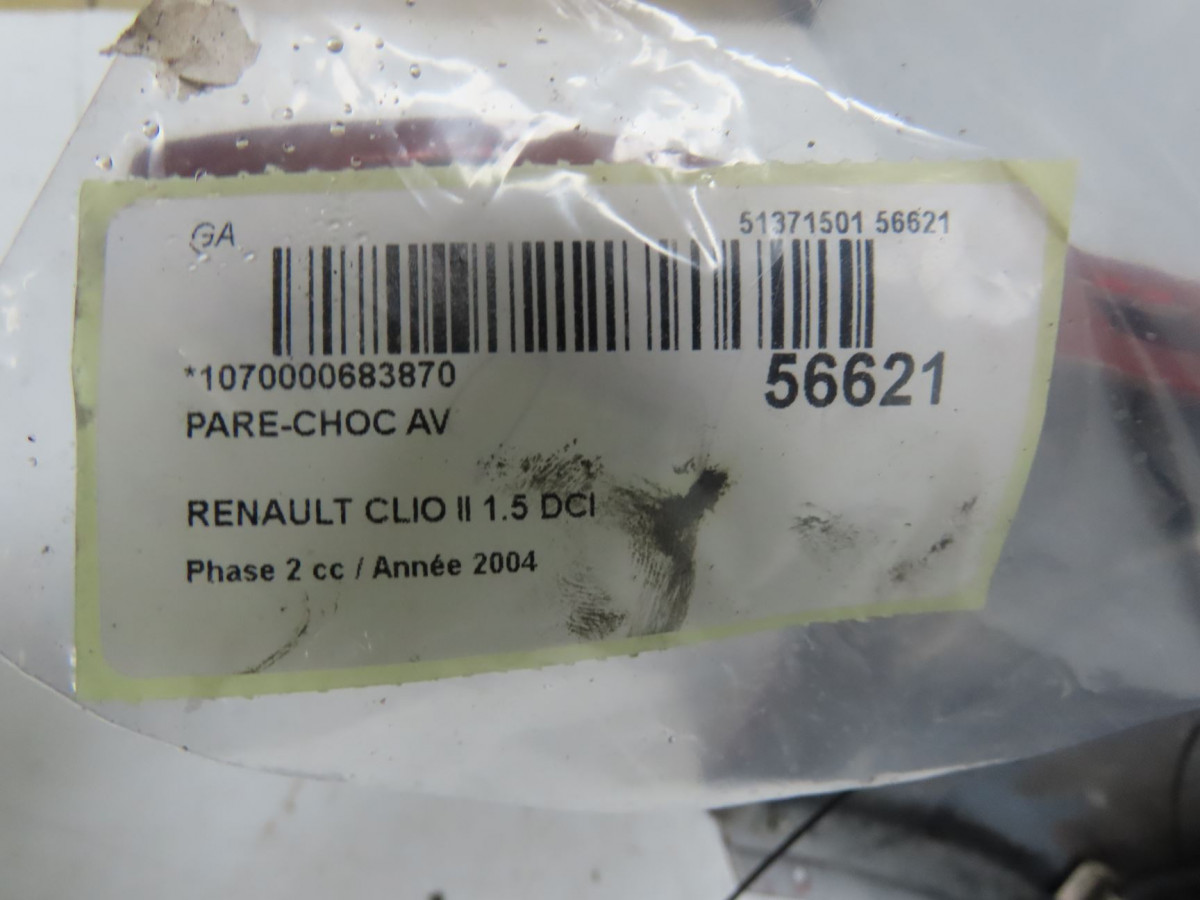 GA
51371501 56621
*1070000683870
56621
PARE-CHOC AV
RENAULT CLIO II 1.5 DCI
Phase 2 cc / Année 2004